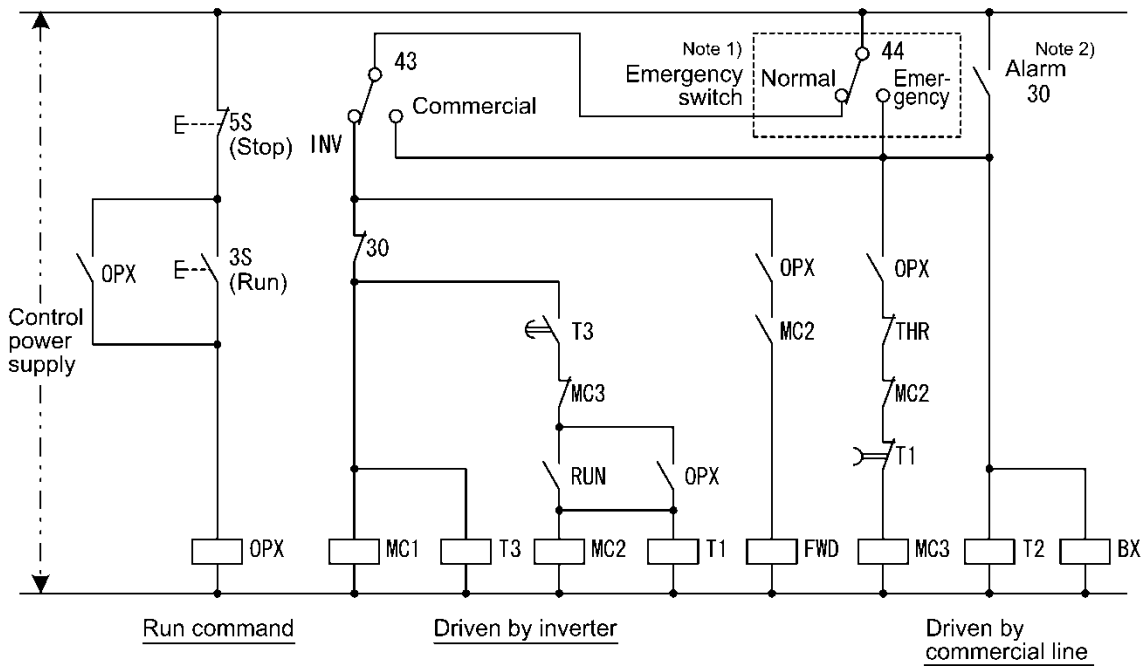 Control
power
supply
5S
(Stop)
OPX
3S
(Run)
OPX
43
Commercial
INV
30
Note 1)
Emergency
switch
44
Normal
Emer-
gency
Note 2)
Alarm
30
T3
MC3
RUN
OPX
OPX
MC2
OPX
THR
MC2
T1
MC1
T3
MC2
T1
FWD
MC3
T2
BX
Run command
Driven by inverter
Driven by
commercial line